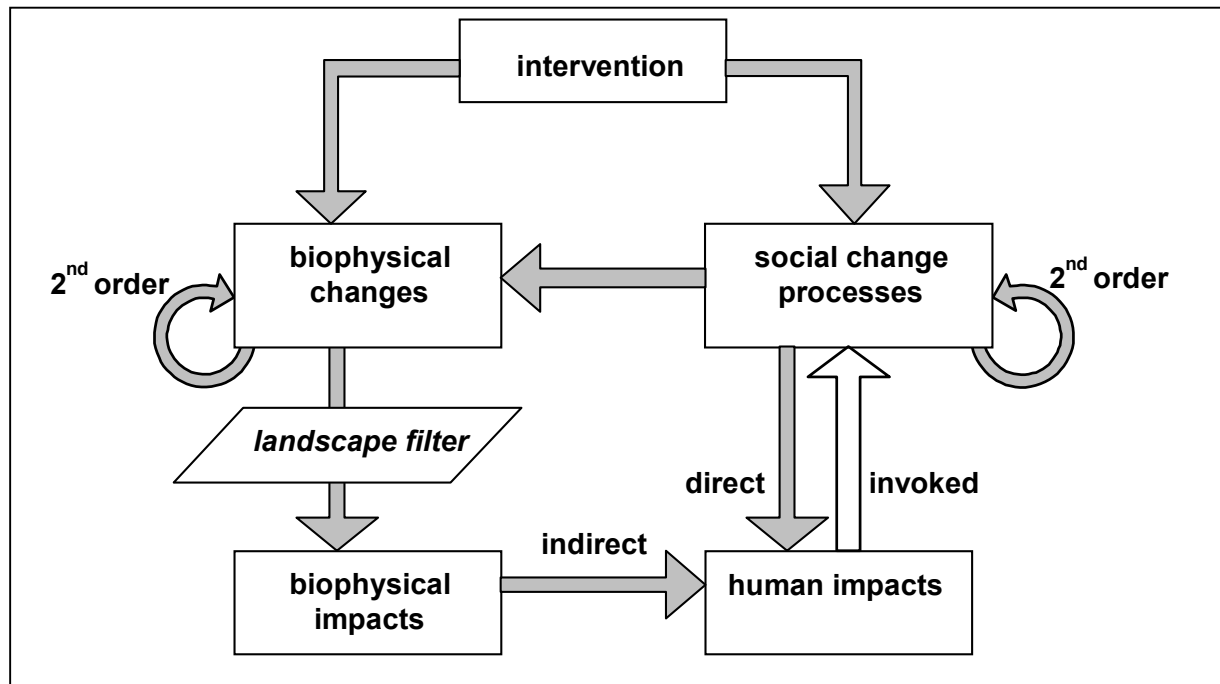 intervention
biophysical
changes
social change
processes
2nd order
2nd order
landscape filter
direct
invoked
indirect
biophysical
impacts
human impacts